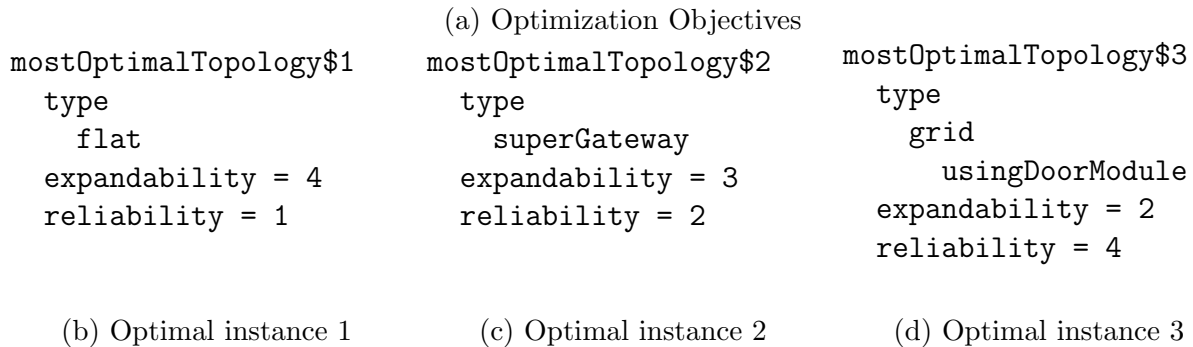 (a) Optimization Objectives
mostOptimalTopology$1
type
flat
expandability = 4
reliability = 1
(b) Optimal instance 1
mostOptimalTopology$2
type
superGateway
expandability = 3
reliability = 2
(c) Optimal instance 2
mostOptimalTopology$3
type
grid
usingDoorModule
expandability = 2
reliability = 4
(d) Optimal instance 3